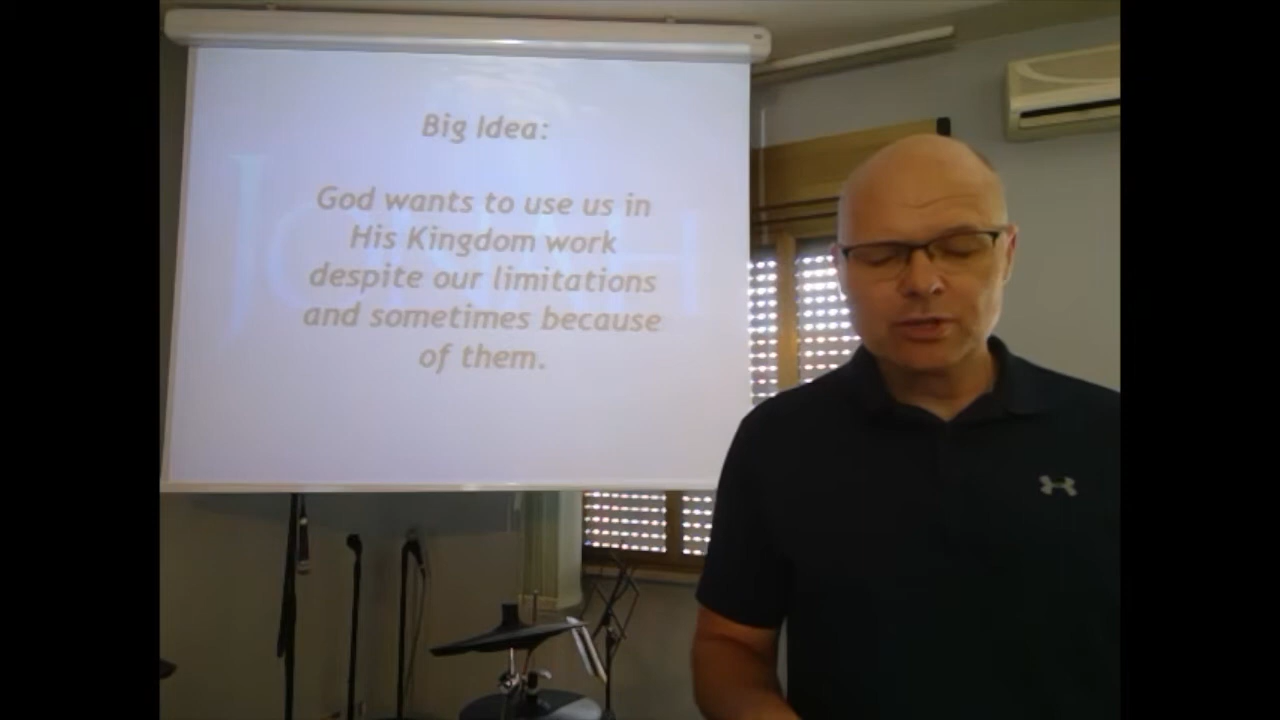 Big Idea:
God wants to use us in
His Kingdom work
despite our limitations
and sometimes because
of them.
JONAH